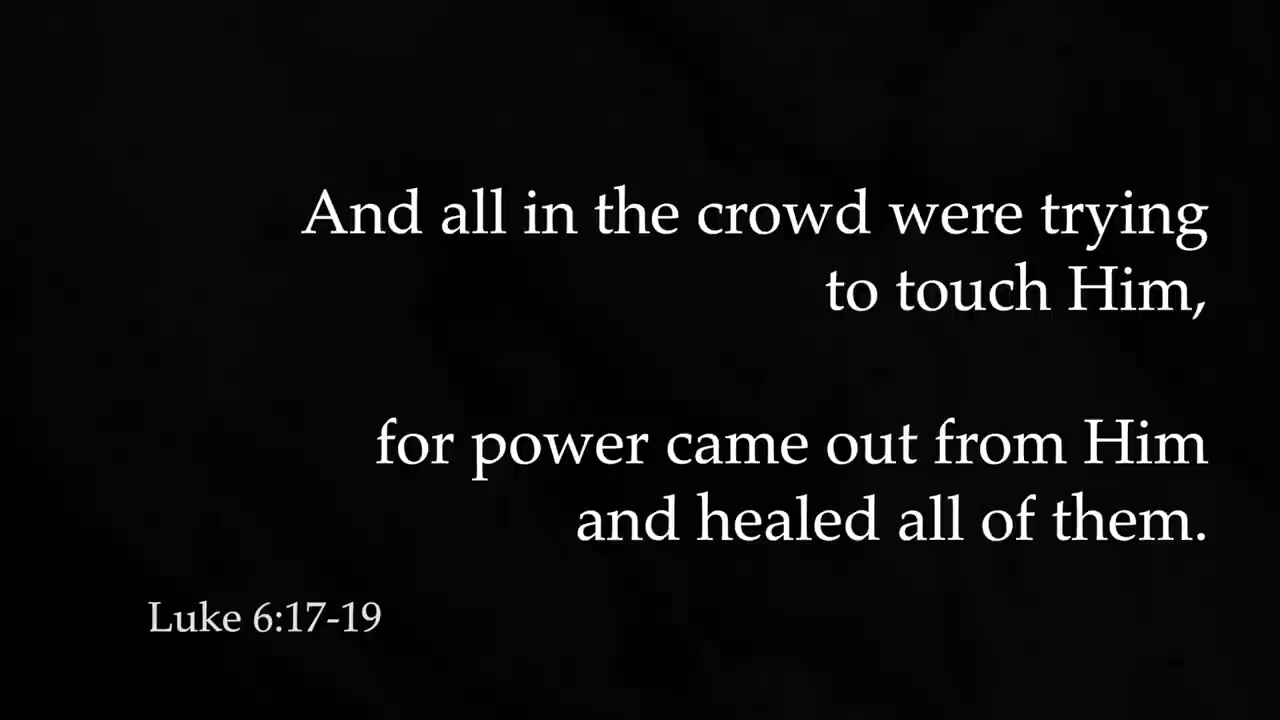 And all in the crowd were trying
to touch Him,
for power came out from Him
and healed all of them.
Luke 6:17-19